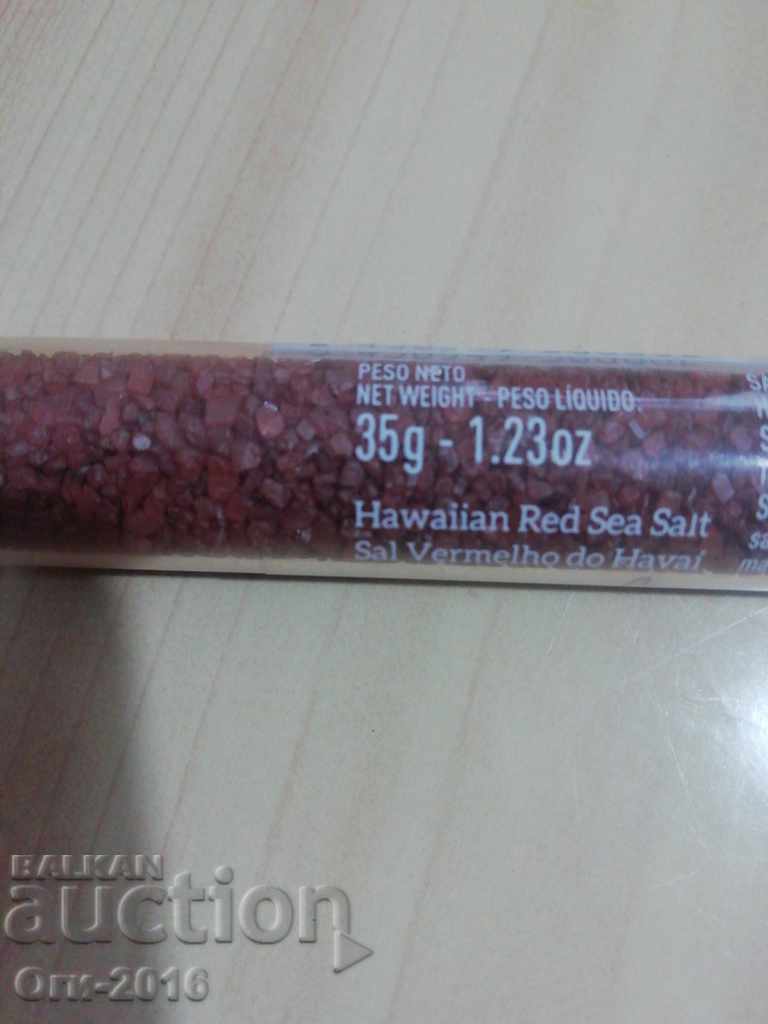 PESO NETO
NET WEIGHT - PESO LÍQUIDO:
35g - 1.23oz
Hawaiian Red Sea Salt
Sal Vermelho do Havaí
BALKAN
auction
Оги-2016